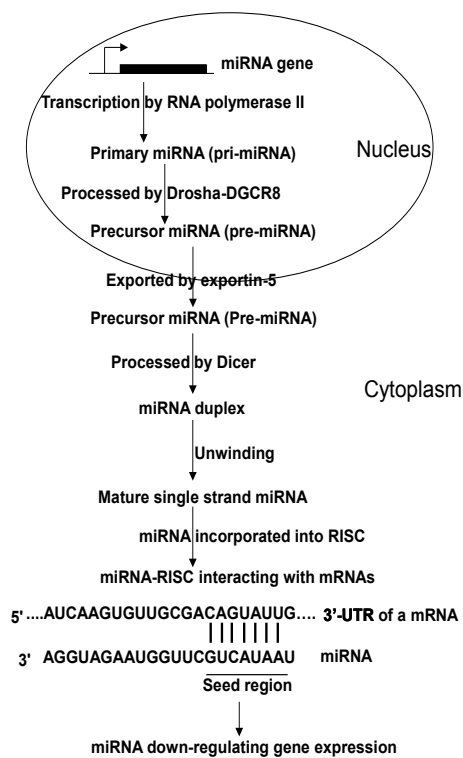 miRNA gene
Transcription by RNA polymerase II
Primary miRNA (pri-miRNA)
Nucleus
Processed by Drosha-DGCR8
Precursor miRNA (pre-miRNA)
Exported by exportin-5
Precursor miRNA (Pre-miRNA)
Processed by Dicer
Cytoplasm
miRNA duplex
Unwinding
Mature single strand miRNA
miRNA incorporated into RISC
miRNA-RISC interacting with mRNAs
5' ....AUCAAGUGUUGCGACAGUAUUG.... 3'-UTR of a mRNA
3' AGGUAGAAUGGUUCGUCAUAAU miRNA
Seed region
miRNA down-regulating gene expression